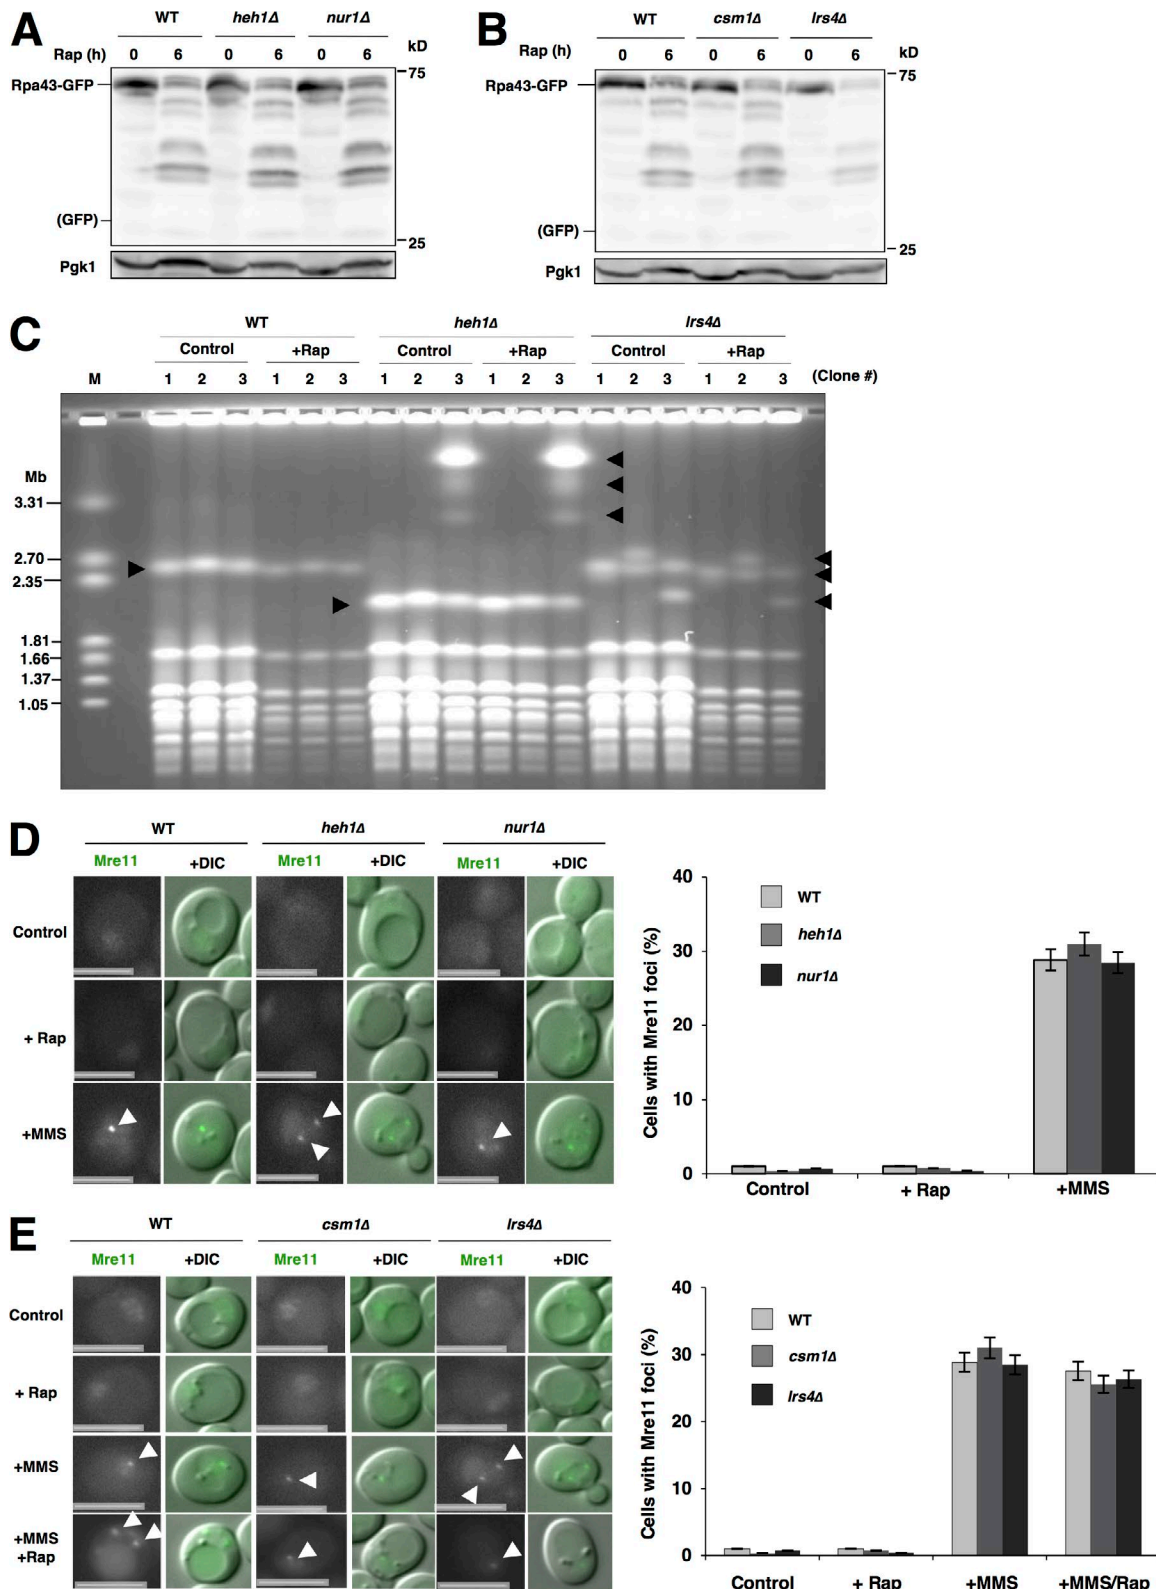 A
WT heh1Δ nur1Δ
Rap (h) 0 6 0 6 0 6 kD
Rpa43-GFP 75
(GFP)
25
Pgk1
B
WT csm1Δ lrs4Δ
Rap (h) 0 6 0 6 0 6 kD
Rpa43-GFP 75
(GFP)
25
Pgk1
C
WT heh1Δ lrs4Δ
Control +Rap Control +Rap Control +Rap
M 1 2 3 1 2 3 1 2 3 1 2 3 1 2 3 1 2 3 (Clone #)
Mb
3.31
2.70
2.35
1.81
1.66
1.37
1.05
D
WT heh1Δ nur1Δ
Mre11 +DIC Mre11 +DIC Mre11 +DIC
Control
+ Rap
+MMS
Cells with Mre11 foci (%)
40
30
20
10
0
WT
heh1Δ
nur1Δ
Control + Rap +MMS
E
WT csm1Δ lrs4Δ
Mre11 +DIC Mre11 +DIC Mre11 +DIC
Control
+ Rap
+MMS
+MMS
+Rap
Cells with Mre11 foci (%)
40
30
20
10
0
WT
csm1Δ
lrs4Δ
Control + Rap +MMS +MMS/Rap